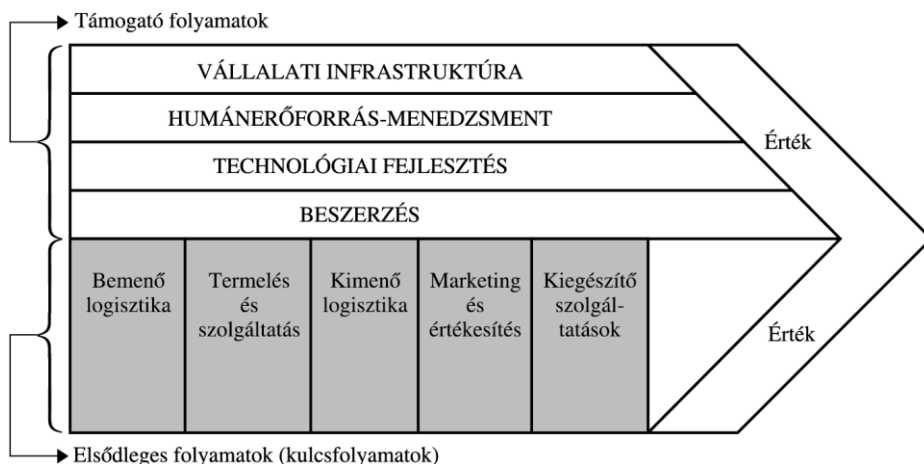 Támogató folyamatok
VÁLLALATI INFRASTRUKTÚRA
HUMÁNERŐFORRÁS-MENEDZSMENT
TECHNOLÓGIAI FEJLESZTÉS
BESZERZÉS
Érték
Bemenő
logisztika
Termelés
és
szolgáltatás
Kimenő
logisztika
Marketing
és
értékesítés
Kiegészítő
szolgál-
tatások
Érték
Elsődleges folyamatok (kulcsfolyamatok)